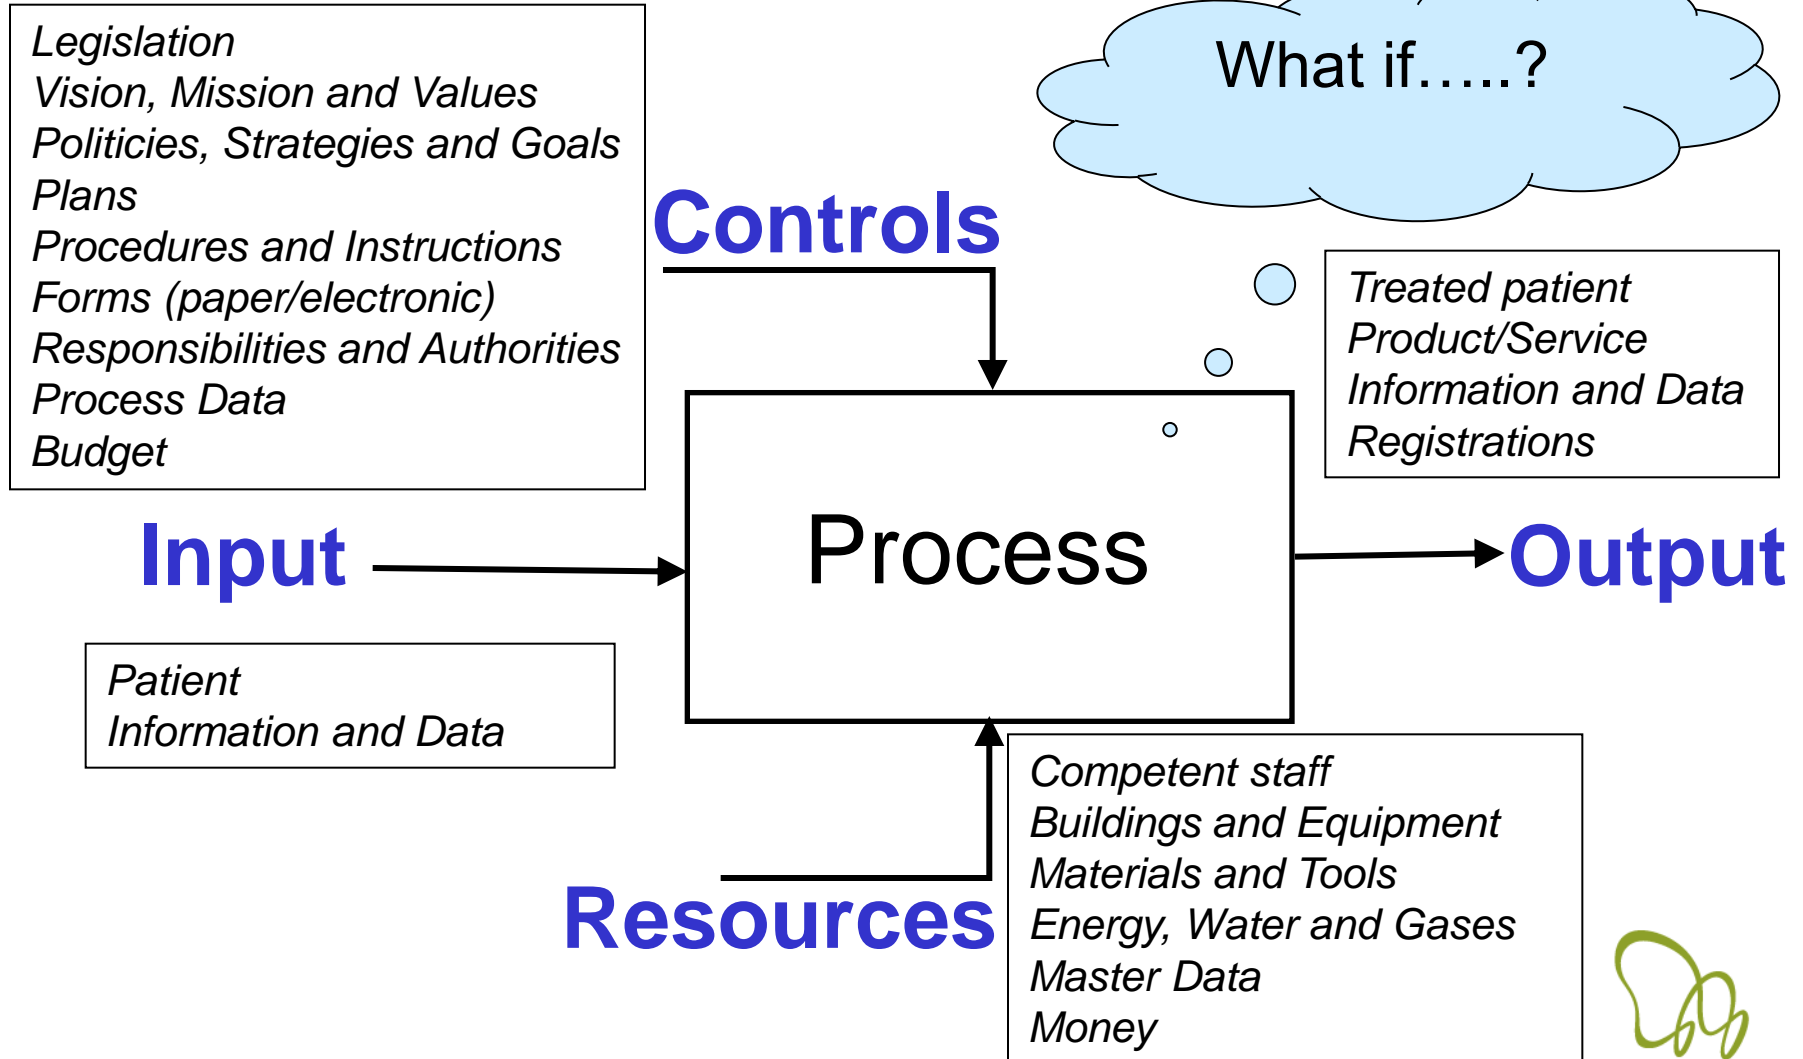 Legislation
Vision, Mission and Values
Politicies, Strategies and Goals
Plans
Procedures and Instructions
Forms (paper/electronic)
Responsibilities and Authorities
Process Data
Budget
What if…..?
Controls
Treated patient
Product/Service
Information and Data
Registrations
Input
Process
Output
Patient
Information and Data
Resources
Competent staff
Buildings and Equipment
Materials and Tools
Energy, Water and Gases
Master Data
Money